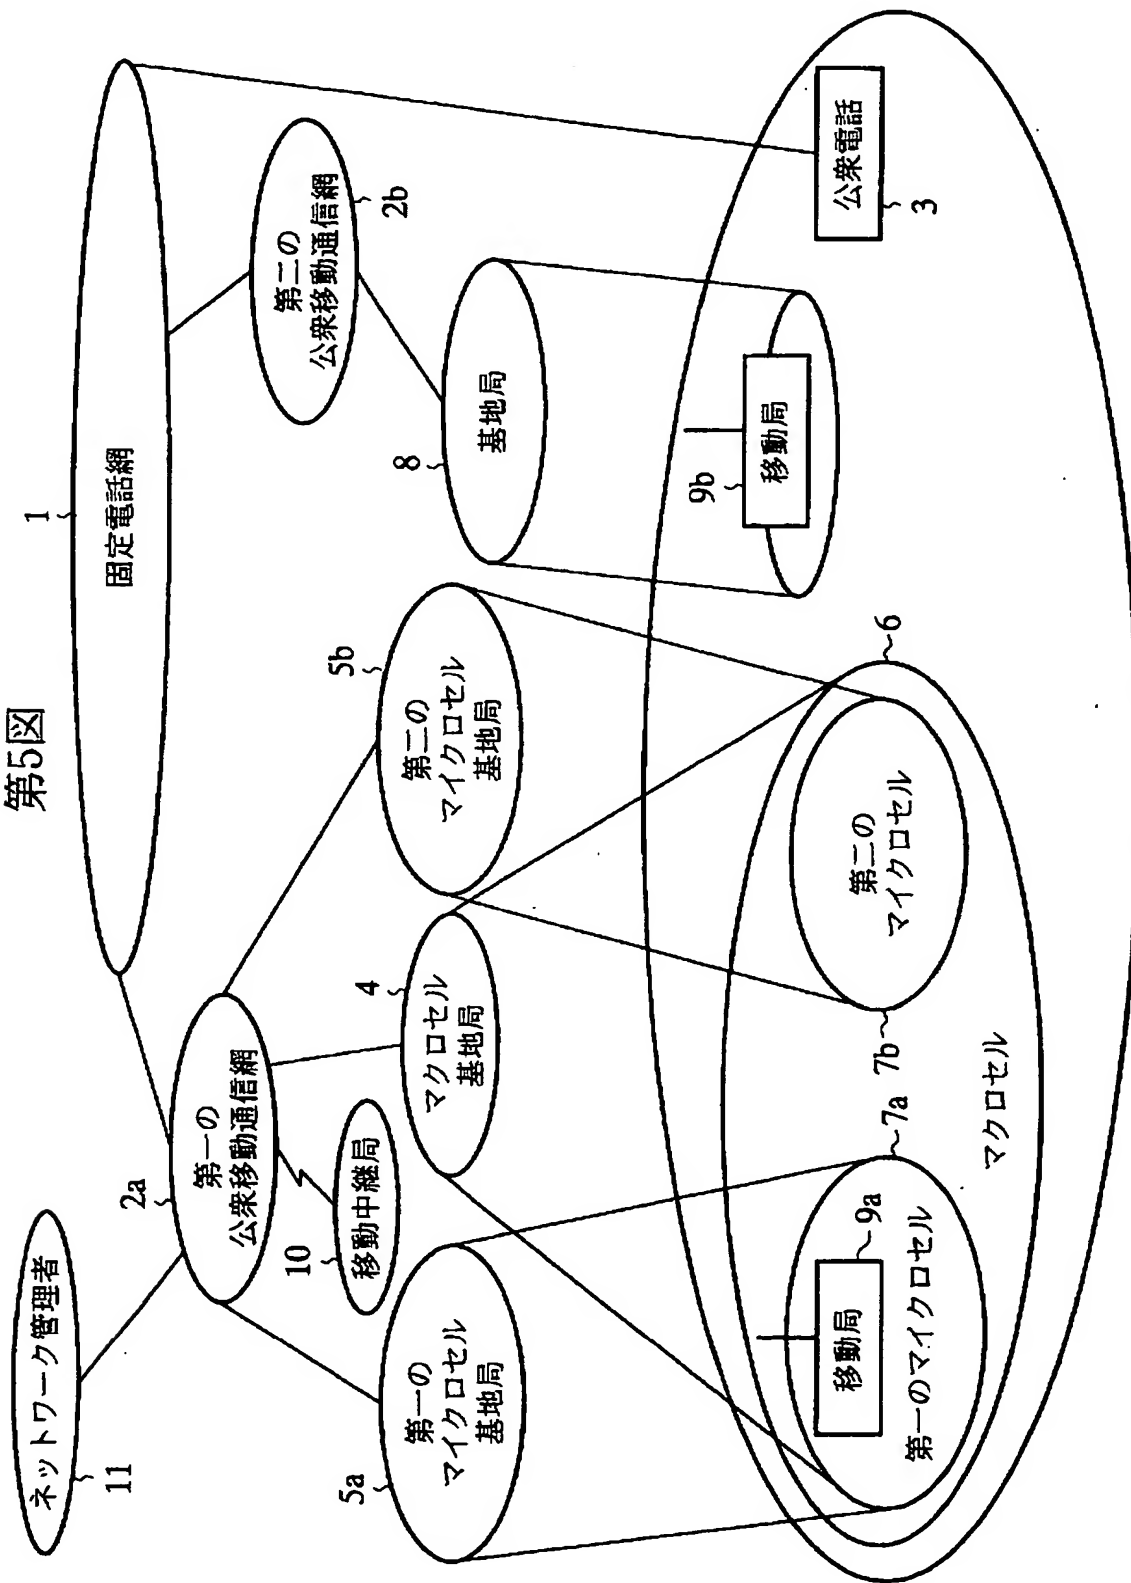 第5図
ネットワーク管理者
11
1
固定電話網
2a
第一の
公衆移動通信網
第二の
公衆移動通信網
2b
10
移動中継局
5a
第一の
マイクロセル
基地局
4
マクロセル
基地局
5b
第二の
マイクロセル
基地局
8
基地局
移動局
9a
第一のマイクロセル
7a
マクロセル
7b
第二の
マイクロセル
6
9b
移動局
公衆電話
3